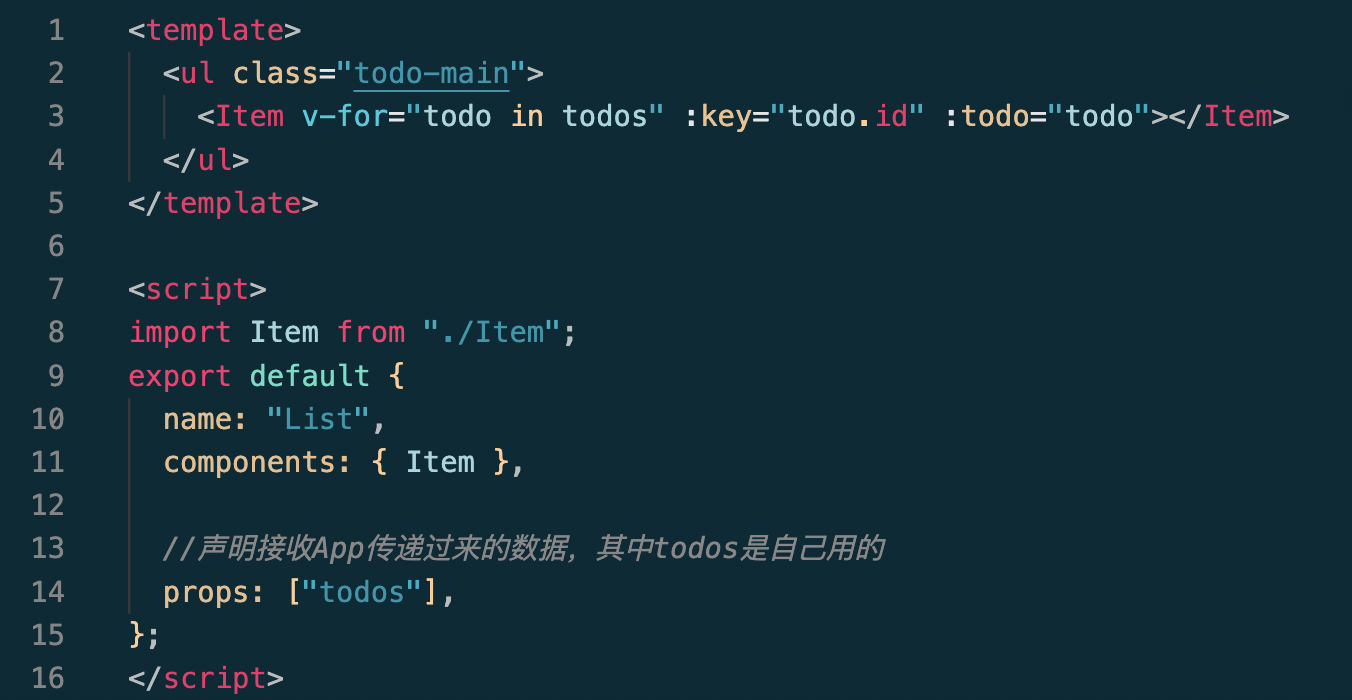 1 <template>
2   <ul class="todo-main">
3     <Item v-for="todo in todos" :key="todo.id" :todo="todo"></Item>
4   </ul>
5 </template>
6
7 <script>
8 import Item from "./Item";
9 export default {
10   name: "List",
11   components: { Item },
12
13   //声明接收App传递过来的数据，其中todos是自己用的
14   props: ["todos"],
15 };
16 </script>